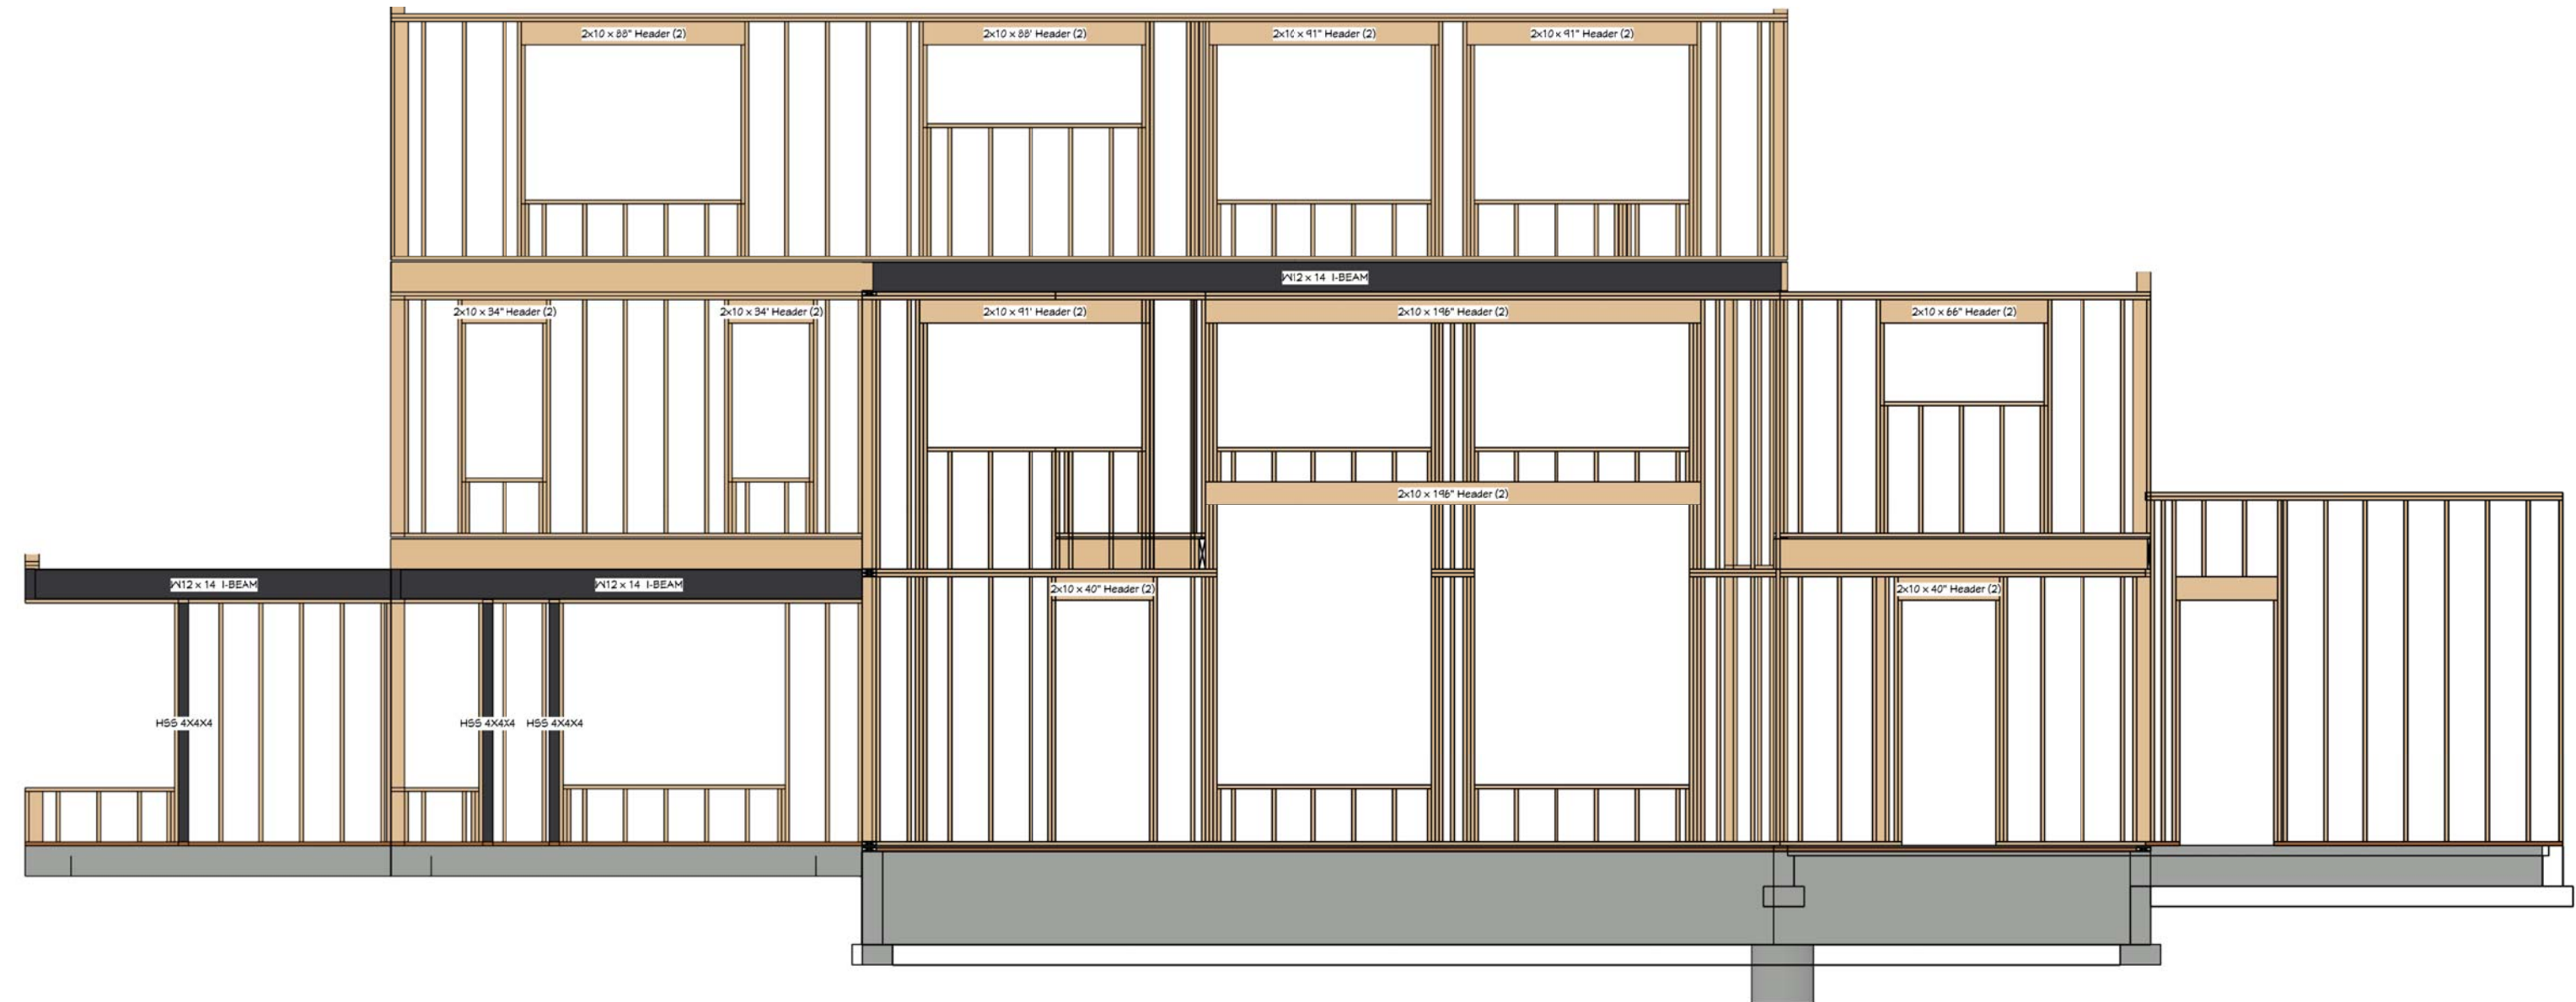 2x10 x 88" Header (2)
2x10 x 88" Header (2)
2x10 x 91" Header (2)
2x10 x 91" Header (2)
W12 x 14 I-BEAM
2x10 x 34" Header (2)
2x10 x 34" Header (2)
2x10 x 91" Header (2)
2x10 x 196" Header (2)
2x10 x 66" Header (2)
2x10 x 196" Header (2)
W12 x 14 I-BEAM
W12 x 14 I-BEAM
2x10 x 40" Header (2)
2x10 x 40" Header (2)
HSS 4X4X4
HSS 4X4X4
HSS 4X4X4